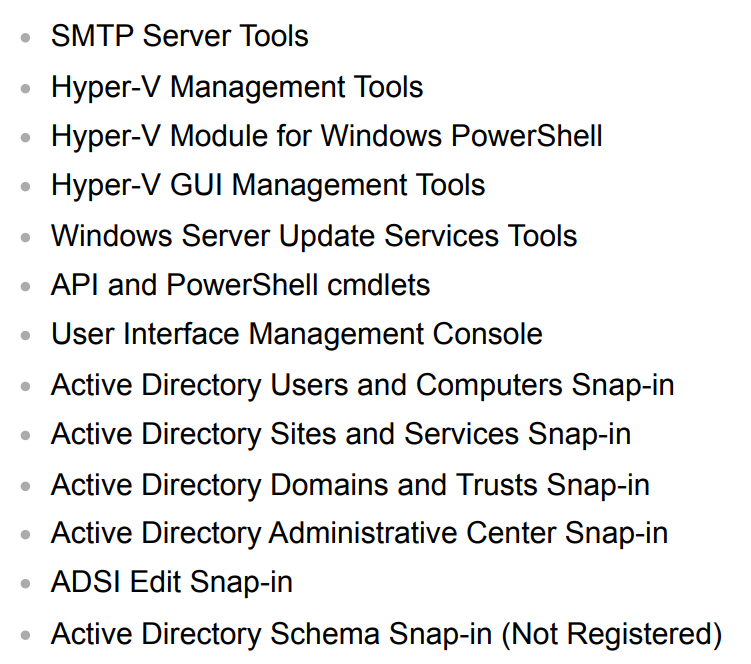 SMTP Server Tools
Hyper-V Management Tools
Hyper-V Module for Windows PowerShell
Hyper-V GUI Management Tools
Windows Server Update Services Tools
API and PowerShell cmdlets
User Interface Management Console
Active Directory Users and Computers Snap-in
Active Directory Sites and Services Snap-in
Active Directory Domains and Trusts Snap-in
Active Directory Administrative Center Snap-in
ADSI Edit Snap-in
Active Directory Schema Snap-in (Not Registered)